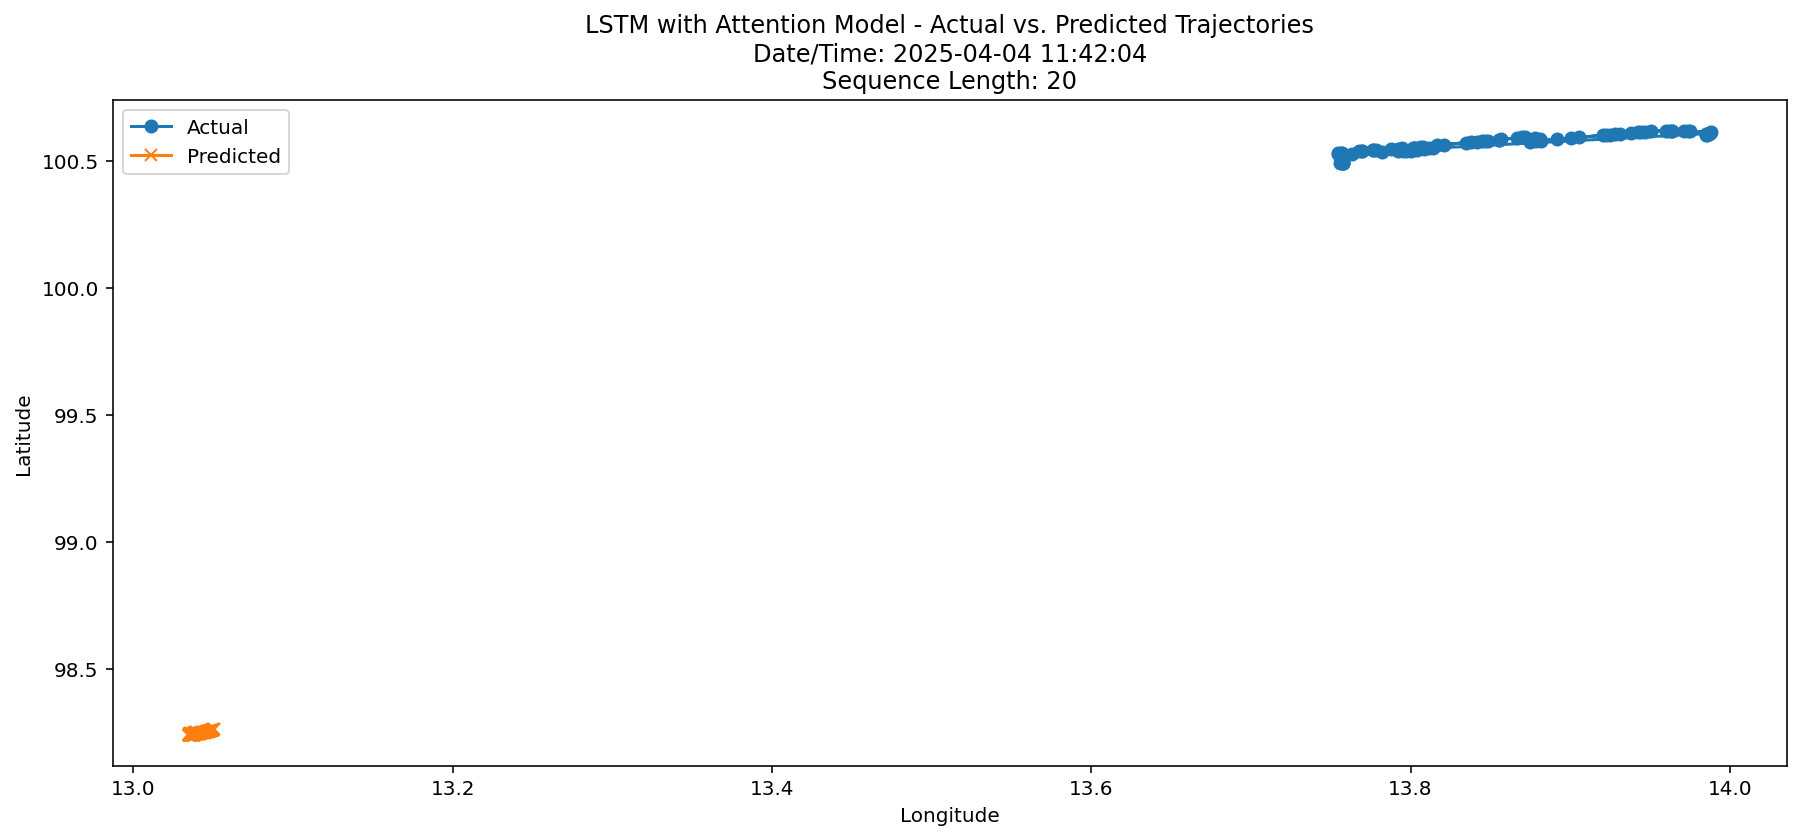 LSTM with Attention Model - Actual vs. Predicted Trajectories
Date/Time: 2025-04-04 11:42:04
Sequence Length: 20
Actual
Predicted
100.5
100.0
99.5
99.0
98.5
Latitude
13.0 13.2 13.4 13.6 13.8 14.0
Longitude